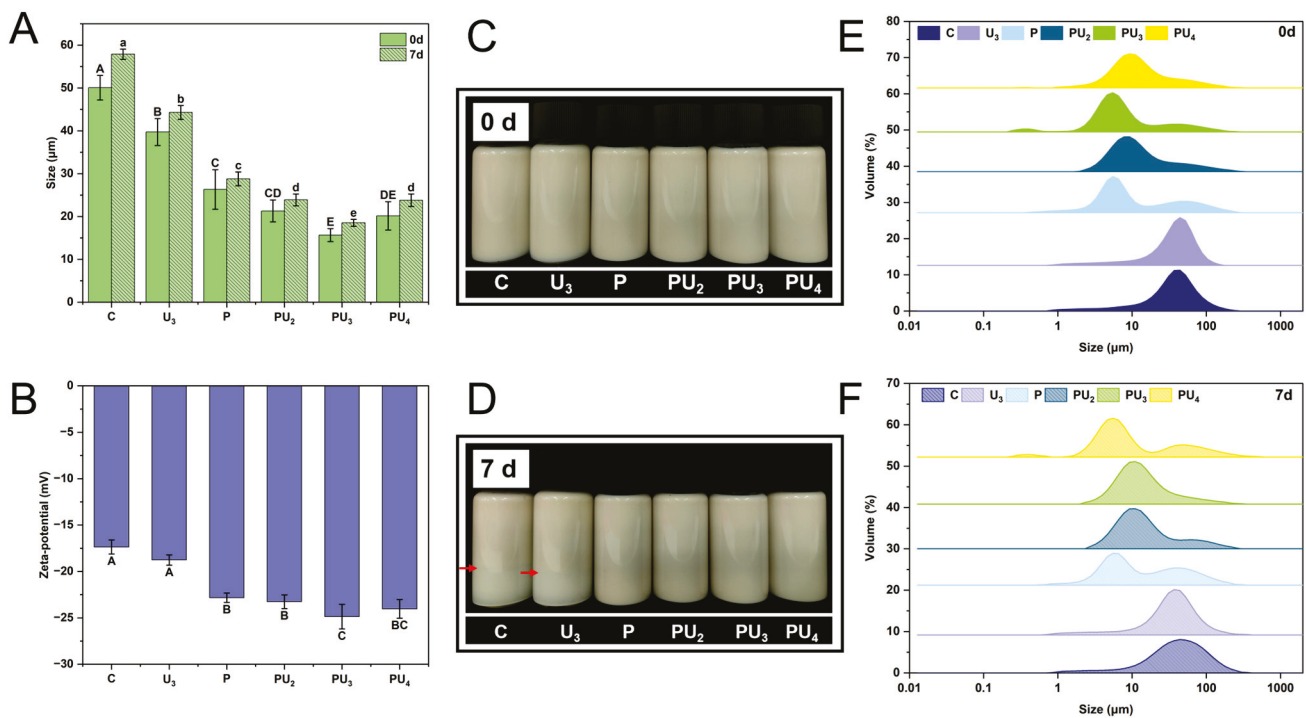 A
Size (μm)
60
50
40
30
20
10
0
0d
7d
A
a
B
b
C
c
CD
d
E
e
DE
d
C
U₃
P
PU₂
PU₃
PU₄
B
Zeta-potential (mV)
0
−5
−10
−15
−20
−25
−30
A
A
B
B
C
BC
C
U₃
P
PU₂
PU₃
PU₄
C
0 d
C U₃ P PU₂ PU₃ PU₄
D
7 d
C U₃ P PU₂ PU₃ PU₄
E
Volume (%)
80
70
60
50
40
30
20
10
0
C U₃ P PU₂ PU₃ PU₄
0d
0.01 0.1 1 10 100 1000
Size (μm)
F
Volume (%)
70
60
50
40
30
20
10
0
C U₃ P PU₂ PU₃ PU₄
7d
0.01 0.1 1 10 100 1000
Size (μm)